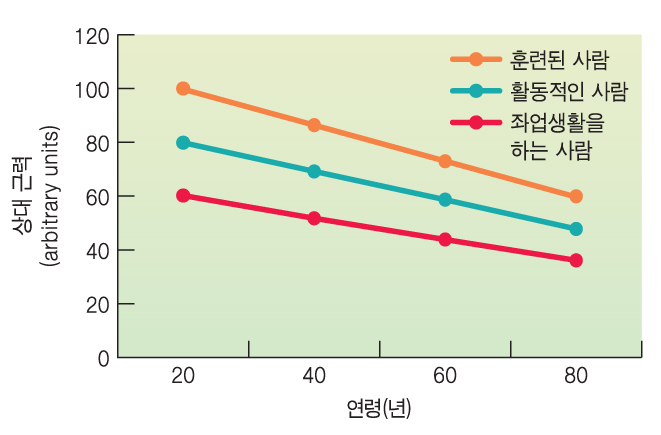 120
100
80
60
40
20
0
상대 근력
(arbitrary units)
훈련된 사람
활동적인 사람
좌업생활을
하는 사람
20 40 60 80
연령(년)